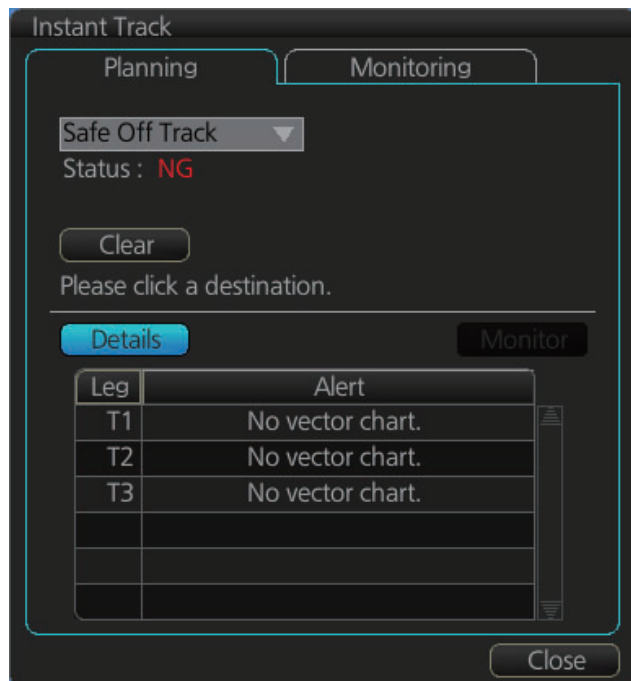 Instant Track
Planning Monitoring
Safe Off Track
Status : NG
Clear
Please click a destination.
Details Monitor
Leg Alert
T1 No vector chart.
T2 No vector chart.
T3 No vector chart.
Close